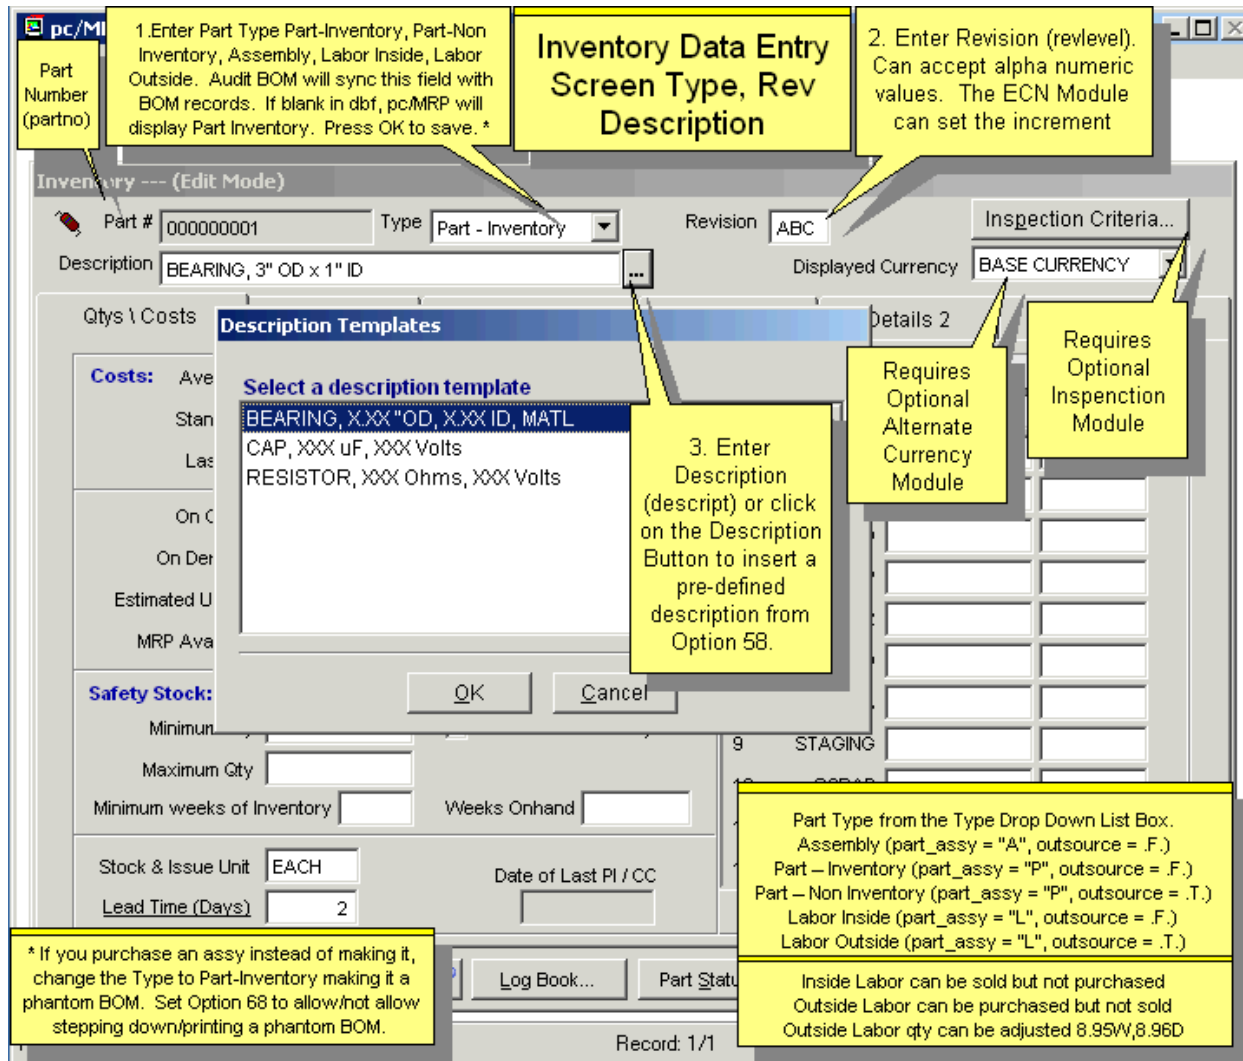 pc/MI
Part
Number
(partno)
1.Enter Part Type Part-Inventory, Part-Non
Inventory, Assembly, Labor Inside, Labor
Outside.  Audit BOM will sync this field with
BOM records.  If blank in dbf, pc/MRP will
display Part Inventory.  Press OK to save. *
Inventory Data Entry
Screen Type, Rev
Description
2. Enter Revision (revlevel).
Can accept alpha numeric
values.  The ECN Module
can set the increment
Inventory --- (Edit Mode)
Part # 000000001 Type Part - Inventory Revision ABC Inspection Criteria...
Description BEARING, 3" OD x 1" ID ... Displayed Currency BASE CURRENCY
Qtys \ Costs Details 2
Description Templates
Select a description template
BEARING, X.XX "OD, X.XX ID, MATL
CAP, XXX uF, XXX Volts
RESISTOR, XXX Ohms, XXX Volts
OK Cancel
3. Enter
Description
(descript) or click
on the Description
Button to insert a
pre-defined
description from
Option 58.
Requires
Optional
Alternate
Currency
Module
Requires
Optional
Inspenction
Module
Costs: Ave
Stan
Las
On O
On Der
Estimated U
MRP Ava
Safety Stock:
Minimum
Maximum Qty
Minimum weeks of Inventory Weeks Onhand
9 STAGING
Stock & Issue Unit EACH
Date of Last PI / CC
Lead Time (Days) 2
Part Type from the Type Drop Down List Box.
Assembly (part_assy = "A", outsource = .F.)
Part – Inventory (part_assy = "P", outsource = .F.)
Part – Non Inventory (part_assy = "P", outsource = .T.)
Labor Inside (part_assy = "L", outsource = .F.)
Labor Outside (part_assy = "L", outsource = .T.)
Inside Labor can be sold but not purchased
Outside Labor can be purchased but not sold
Outside Labor qty can be adjusted 8.95W,8.96D
* If you purchase an assy instead of making it,
change the Type to Part-Inventory making it a
phantom BOM.  Set Option 68 to allow/not allow
stepping down/printing a phantom BOM.
Log Book... Part Statu
Record: 1/1